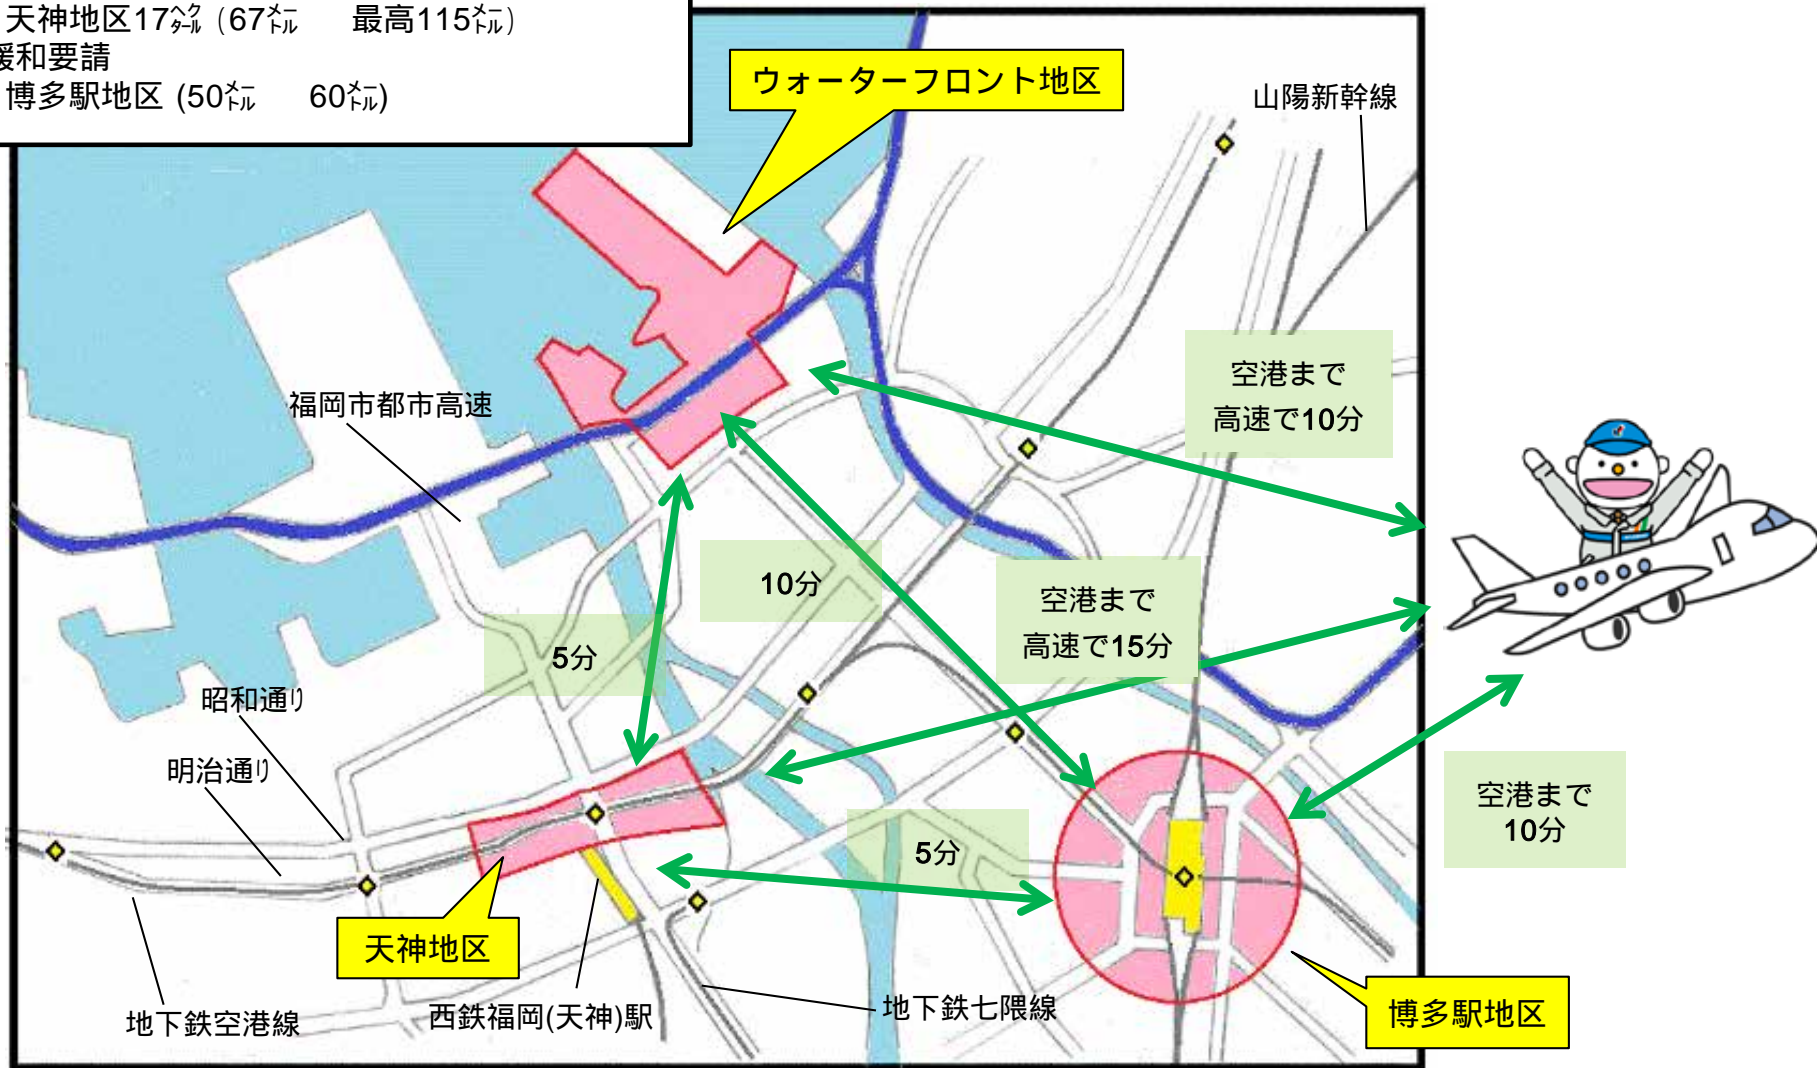 天神地区17㌶ (67㍍　最高115㍍)
緩和要請
博多駅地区 (50㍍　60㍍)
ウォーターフロント地区
山陽新幹線
空港まで
高速で10分
福岡市都市高速
10分
空港まで
高速で15分
5分
昭和通り
明治通り
空港まで
10分
5分
天神地区
博多駅地区
地下鉄空港線
西鉄福岡(天神)駅
地下鉄七隈線